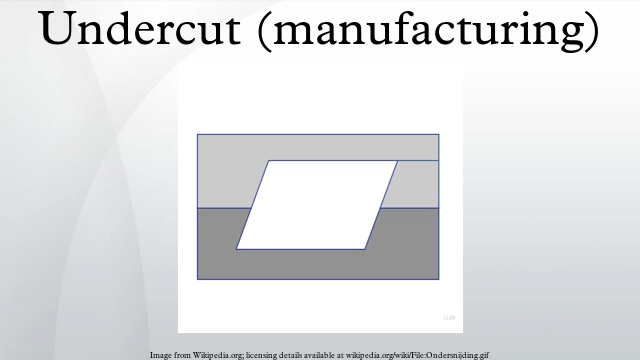 Undercut (manufacturing)
Image from Wikipedia.org; licensing details available at wikipedia.org/wiki/File:Ondersnijding.gif